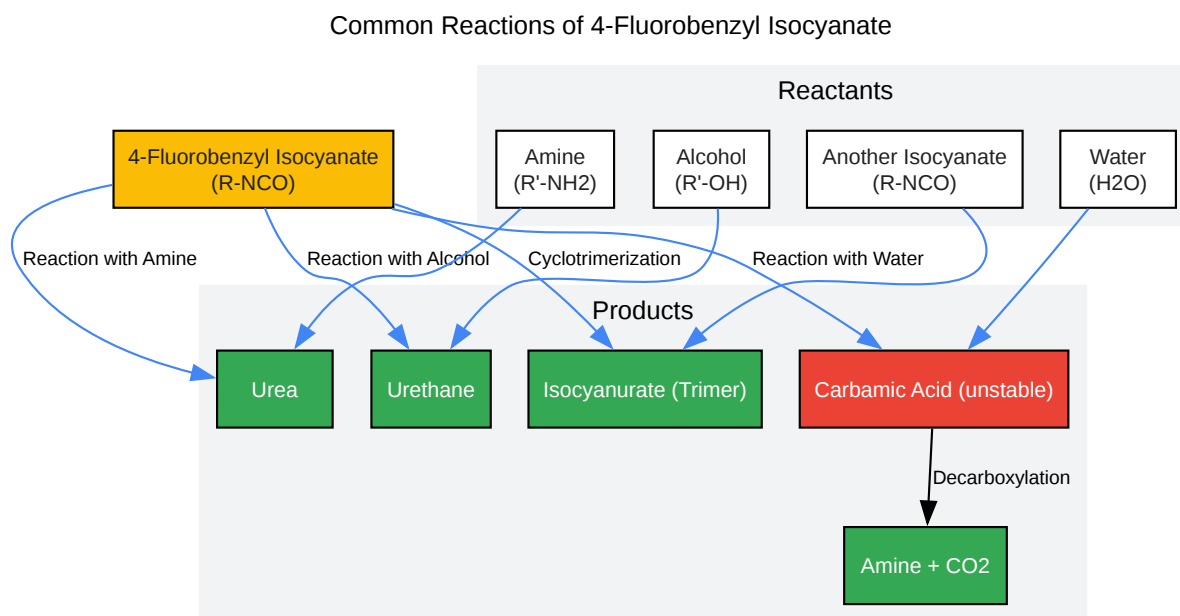 Common Reactions of 4-Fluorobenzyl Isocyanate
Reactants
4-Fluorobenzyl Isocyanate
(R-NCO)
Amine
(R'-NH2)
Alcohol
(R'-OH)
Another Isocyanate
(R-NCO)
Water
(H2O)
Reaction with Amine
Reaction with Alcohol
Cyclotrimerization
Reaction with Water
Products
Urea
Urethane
Isocyanurate (Trimer)
Carbamic Acid (unstable)
Decarboxylation
Amine + CO2